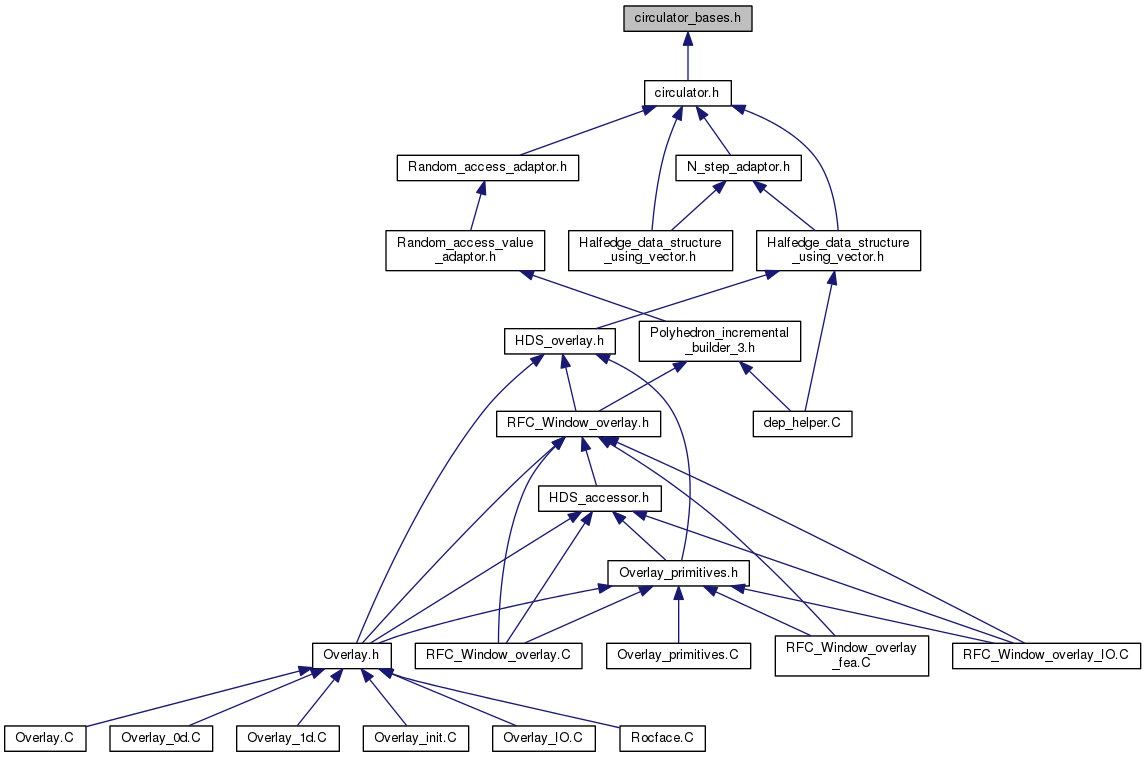 circulator_bases.h
circulator.h
Random_access_adaptor.h
N_step_adaptor.h
Random_access_value
_adaptor.h
Halfedge_data_structure
_using_vector.h
Halfedge_data_structure
_using_vector.h
HDS_overlay.h
Polyhedron_incremental
_builder_3.h
RFC_Window_overlay.h
dep_helper.C
HDS_accessor.h
Overlay_primitives.h
Overlay.h
RFC_Window_overlay.C
Overlay_primitives.C
RFC_Window_overlay
_fea.C
RFC_Window_overlay_IO.C
Overlay.C
Overlay_0d.C
Overlay_1d.C
Overlay_init.C
Overlay_IO.C
Rocface.C